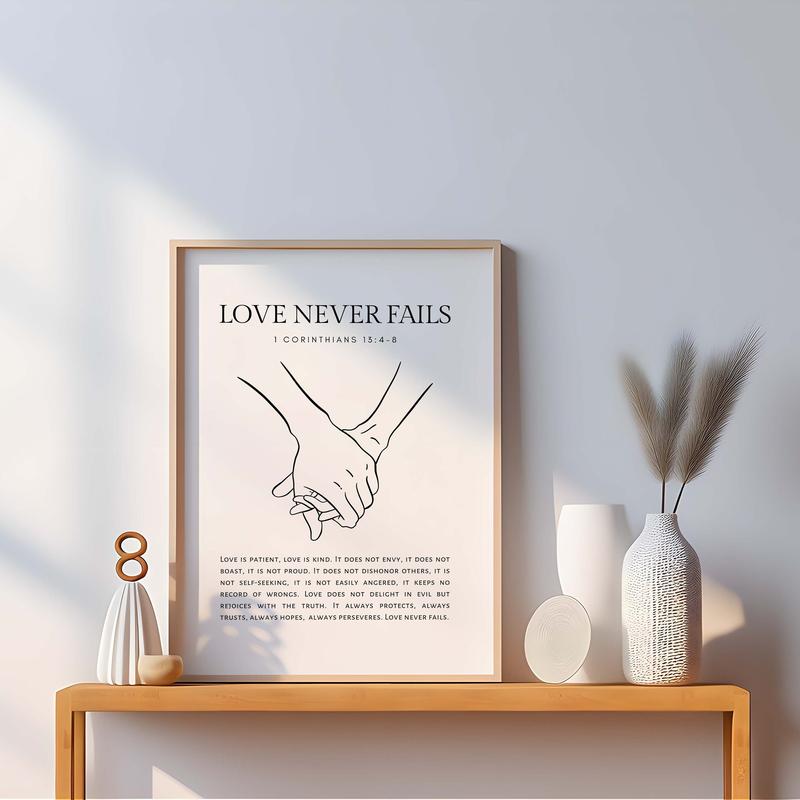 LOVE NEVER FAILS
1 CORINTHIANS 13:4-8
LOVE IS PATIENT, LOVE IS KIND. IT DOES NOT ENVY, IT DOES NOT
BOAST, IT IS NOT PROUD. IT DOES NOT DISHONOR OTHERS, IT IS
NOT SELF-SEEKING, IT IS NOT EASILY ANGERED, IT KEEPS NO
RECORD OF WRONGS. LOVE DOES NOT DELIGHT IN EVIL BUT
REJOICES WITH THE TRUTH. IT ALWAYS PROTECTS, ALWAYS
TRUSTS, ALWAYS HOPES, ALWAYS PERSEVERES. LOVE NEVER FAILS.